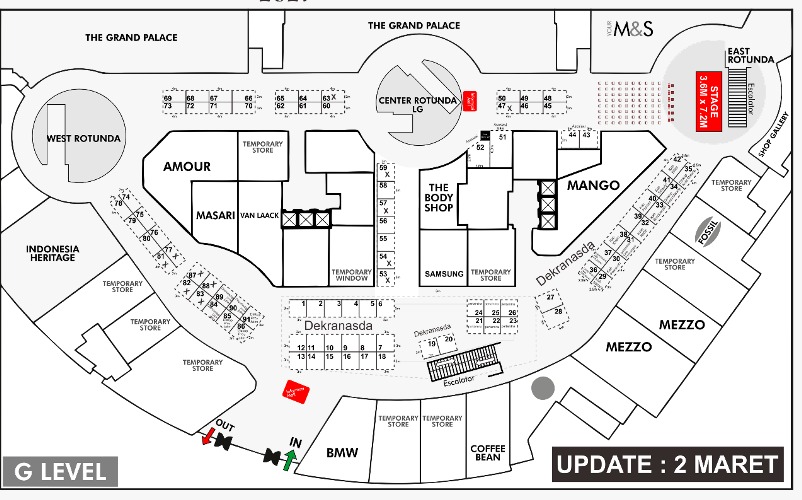 THE GRAND PALACE
THE GRAND PALACE
YOUR M&S
EAST
ROTUNDA
Escalator
STAGE
3.6M x 7.2M
SHOP GALLERY
CENTER ROTUNDA
LG
WEST ROTUNDA
69 68 67 66
73 72 71 70
65 64 63 X
62 61 60
50 49 48
47 X 46 45
44 43
51
52
AMOUR
TEMPORARY
STORE
MASARI
VAN LAACK
TEMPORARY
WINDOW
59
X
58
57
X
56
55
54
X
53
X
THE
BODY
SHOP
SAMSUNG
TEMPORARY
STORE
MANGO
42
35
41
34
40
33
39
32
38
37
30
36
29
TEMPORARY
STORE
FOSSIL
TEMPORARY
STORE
MEZZO
MEZZO
Dekranasda
27
28
INDONESIA
HERITAGE
TEMPORARY
STORE
TEMPORARY
STORE
TEMPORARY
STORE
74
78
75
79
76
80
77
81
87
82
88
83
89
84
90
85
91
86
1 2 3 4 5 6
Dekranasda
12 11 10 9 8 7
13 14 15 16 17 18
24 25 26
21 22 23
Dekranasda
19 20
Escalator
OUT
IN
BMW
TEMPORARY
STORE
TEMPORARY
STORE
COFFEE
BEAN
G LEVEL
UPDATE : 2 MARET